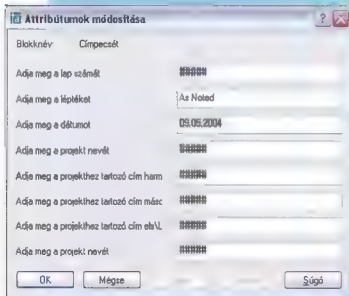 Attribútumok módosítása
Blokknév Címpecsét
Adja meg a lap számát #####
Adja meg a léptéket As Noted
Adja meg a dátumot 09.05.2004
Adja meg a projekt nevét #####
Adja meg a projekthez tartozó cím harm #####
Adja meg a projekthez tartozó cím másc #####
Adja meg a projekthez tartozó cím els\L #####
Adja meg a projekt nevét #####
OK Mégse Súgó